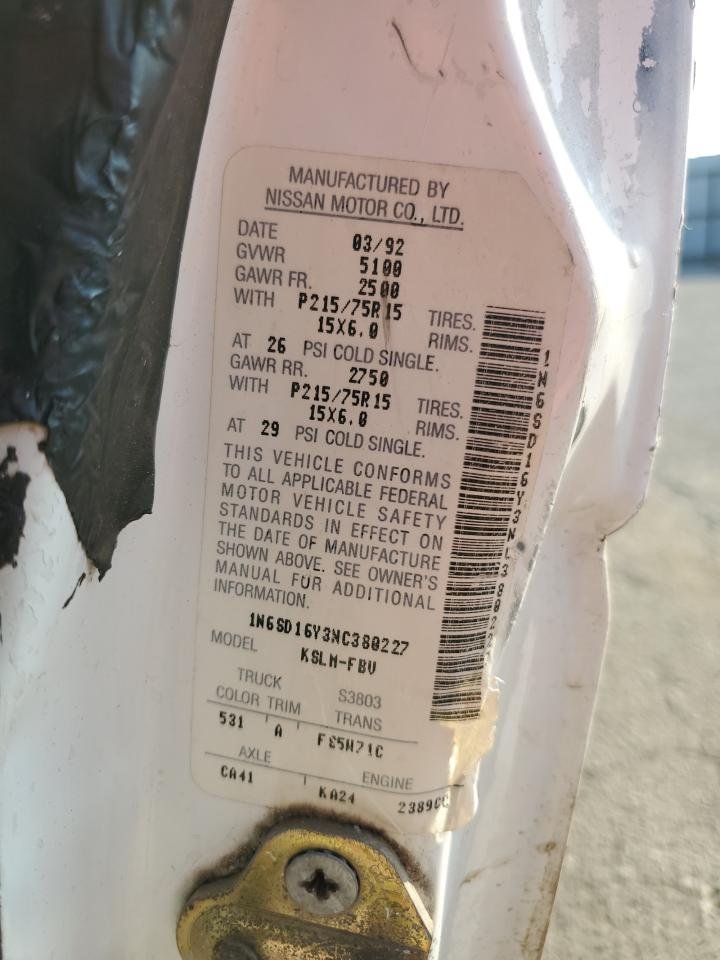 MANUFACTURED BY
NISSAN MOTOR CO., LTD.
DATE 03/92
GVWR 5100
GAWR FR. 2500
WITH P215/75R15 TIRES.
15X6.0 RIMS.
AT 26 PSI COLD SINGLE.
GAWR RR. 2750
WITH P215/75R15 TIRES.
15X6.0 RIMS.
AT 29 PSI COLD SINGLE.
THIS VEHICLE CONFORMS
TO ALL APPLICABLE FEDERAL
MOTOR VEHICLE SAFETY
STANDARDS IN EFFECT ON
THE DATE OF MANUFACTURE
SHOWN ABOVE. SEE OWNER'S
MANUAL FOR ADDITIONAL
INFORMATION.
1N6SD16Y3NC380227
MODEL KSLM-FBV
TRUCK S3803
COLOR TRIM TRANS
531 A FS5W71C
AXLE ENGINE
CA41 KA24 2389CC
1N6SD16Y3NC38022